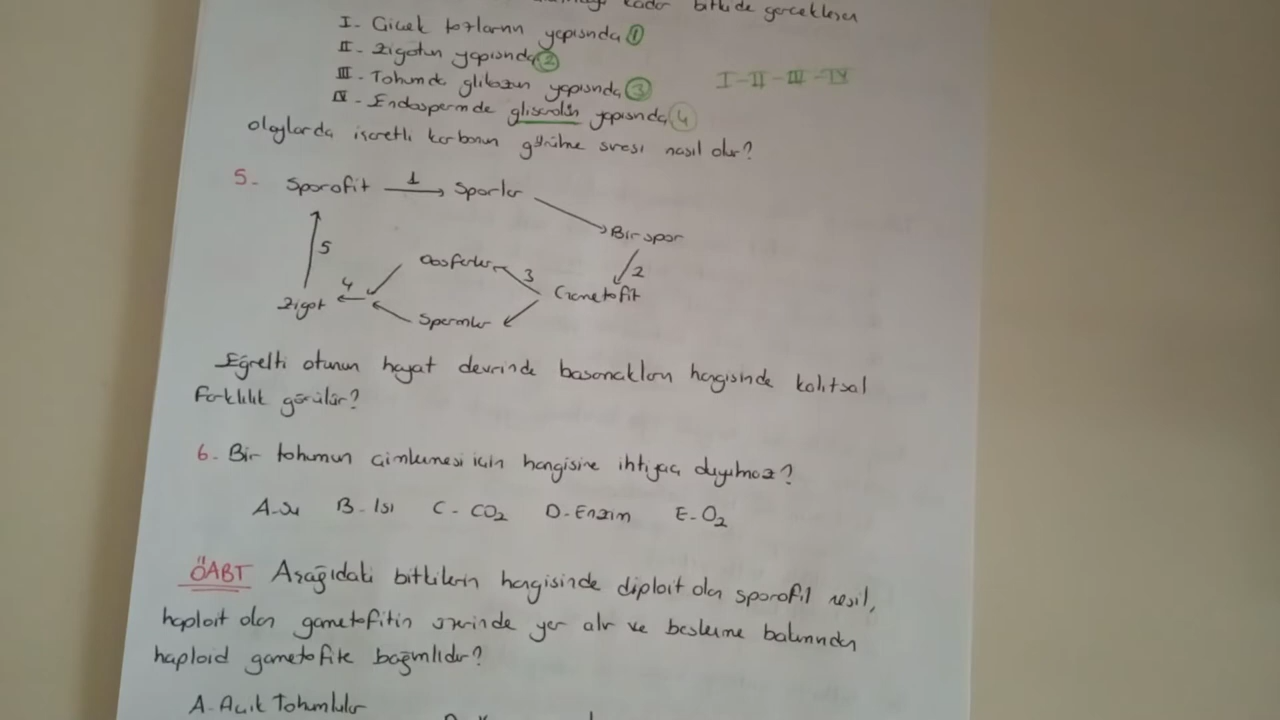 kadar bitkide gerçekleşen
I- Çiçek tozlarının yapısında ①
II- Zigotun yapısında ②
III- Tohumda glikozun yapısında ③
I-II-III-IV
IV- Endospermde gliserolün yapısında ④
olaylarda işaretli karbonun görülme sırası nasıl olur?
5- Sporofit 1 Sporlar
Bir spor
5 Oosferler 3 2
4 Gametofit
Zigot
Spermler
Eğrelti otunun hayat devrinde basamakların hangisinde kalıtsal
farklılık görülür?
6- Bir tohumun çimlenmesi için hangisine ihtiyaç duyulmaz?
A-Su B-Isı C-CO2 D-Enzim E-O2
ÖABT Aşağıdaki bitkilerin hangisinde diploit olan sporofit nesil,
haploit olan gametofitin üzerinde yer alır ve beslenme bakımından
haploid gametofite bağımlıdır?
A-Açık Tohumlular